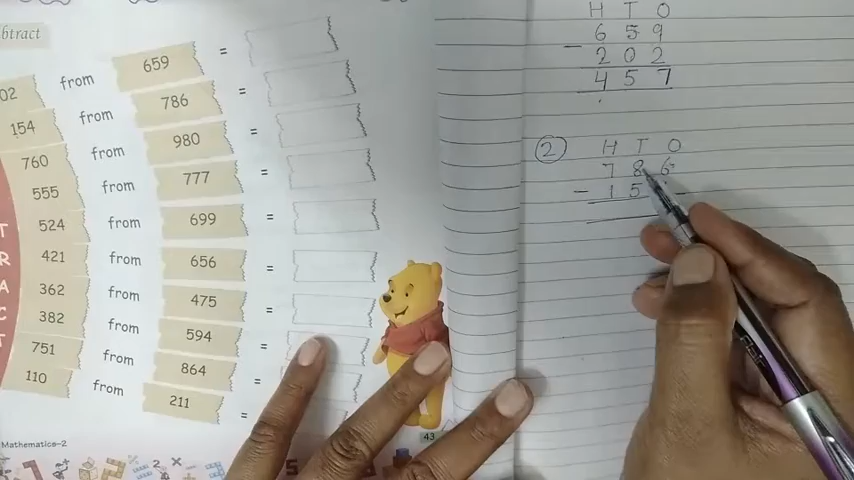 btract
02 from 659 =
154 from 786 =
760 from 980 =
555 from 777 =
524 from 699 =
421 from 656 =
362 from 475 =
382 from 594 =
751 from 864 =
110 from 211 =
T
R
A
C
T
Mathematics-2
43
H T O
6 5 9
- 2 0 2
4 5 7
2 H T O
7 8 6
- 1 5